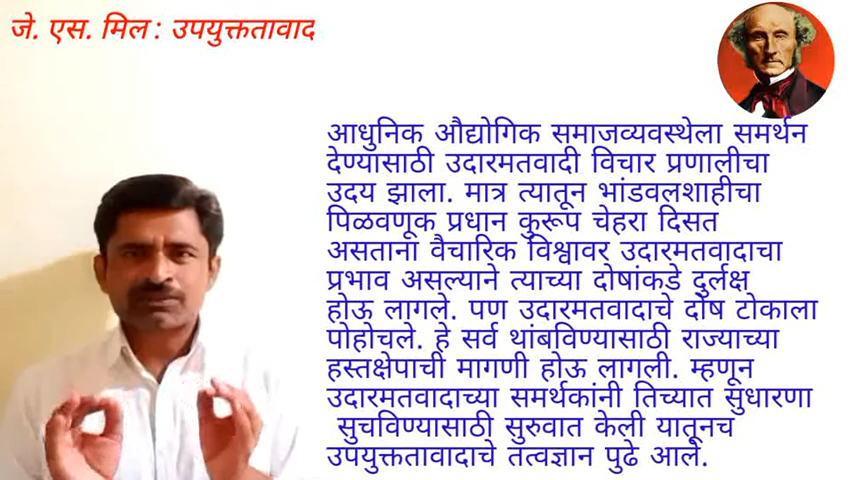 जे. एस. मिल : उपयुक्ततावाद
आधुनिक औद्योगिक समाजव्यवस्थेला समर्थन
देण्यासाठी उदारमतवादी विचार प्रणालीचा
उदय झाला. मात्र त्यातून भांडवलशाहीचा
पिळवणूक प्रधान कुरूप चेहरा दिसत
असताना वैचारिक विश्वावर उदारमतवादाचा
प्रभाव असल्याने त्याच्या दोषांकडे दुर्लक्ष
होऊ लागले. पण उदारमतवादाचे दोष टोकाला
पोहोचले. हे सर्व थांबविण्यासाठी राज्याच्या
हस्तक्षेपाची मागणी होऊ लागली. म्हणून
उदारमतवादाच्या समर्थकांनी तिच्यात सुधारणा
सुचविण्यासाठी सुरुवात केली यातूनच
उपयुक्ततावादाचे तत्वज्ञान पुढे आले.